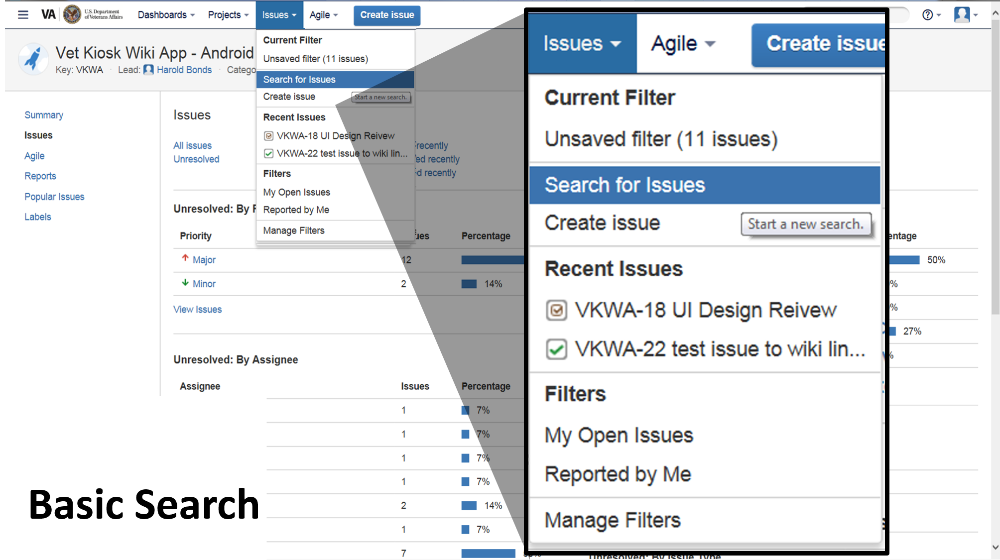 VA
U.S. Department
of Veterans Affairs
Dashboards
Projects
Issues
Agile
Create issue
Vet Kiosk Wiki App - Android
Key: VKWA · Lead: Harold Bonds · Catego
Summary
Issues
Agile
Reports
Popular Issues
Labels
Current Filter
Unsaved filter (11 issues)
Search for Issues
Create issue
Start a new search.
Recent Issues
VKWA-18 UI Design Reivew
VKWA-22 test issue to wiki lin...
Filters
My Open Issues
Reported by Me
Manage Filters
Issues
All issues
Unresolved
recently
ed recently
d recently
Unresolved: By
Priority Percentage
Major 12
Minor 2 14%
View Issues
Unresolved: By Assignee
Assignee Issues Percentage
1 7%
1 7%
1 7%
1 7%
2 14%
1 7%
7
Basic Search
Issues
Agile
Create issue
Current Filter
Unsaved filter (11 issues)
Search for Issues
Create issue
Start a new search.
Recent Issues
VKWA-18 UI Design Reivew
VKWA-22 test issue to wiki lin...
Filters
My Open Issues
Reported by Me
Manage Filters
entage
50%
%
%
27%
%
Unresolved: By Issue Type